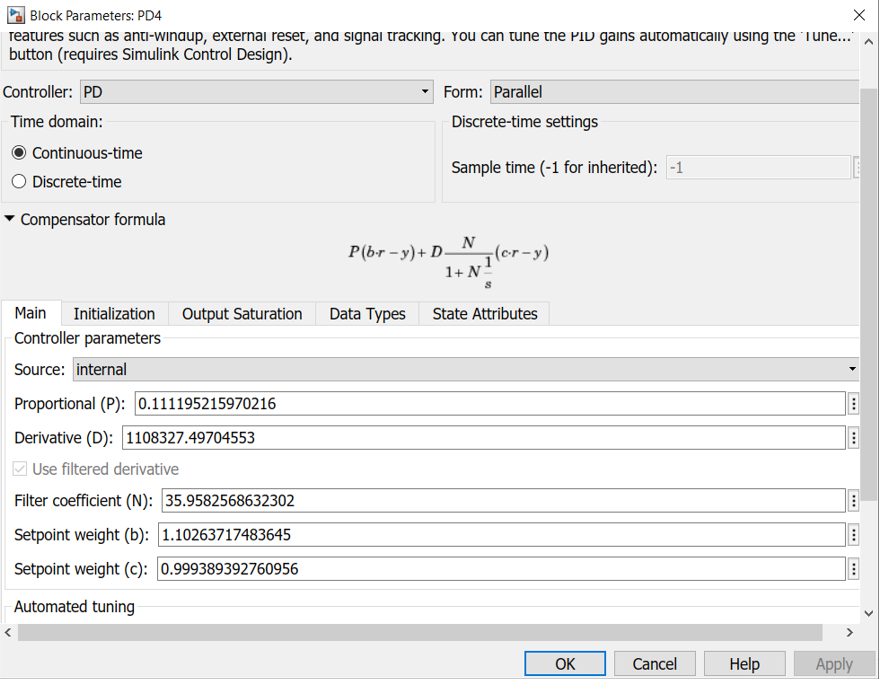 Block Parameters: PD4
features such as anti-windup, external reset, and signal tracking. You can tune the PID gains automatically using the 'Tune...'
button (requires Simulink Control Design).
Controller: PD Form: Parallel
Time domain: Discrete-time settings
Continuous-time
Sample time (-1 for inherited): -1
Discrete-time
Compensator formula
P(b·r − y) + D N / (1 + N 1/s) (c·r − y)
Main Initialization Output Saturation Data Types State Attributes
Controller parameters
Source: internal
Proportional (P): 0.111195215970216
Derivative (D): 1108327.49704553
Use filtered derivative
Filter coefficient (N): 35.9582568632302
Setpoint weight (b): 1.10263717483645
Setpoint weight (c): 0.999389392760956
Automated tuning
OK Cancel Help Apply